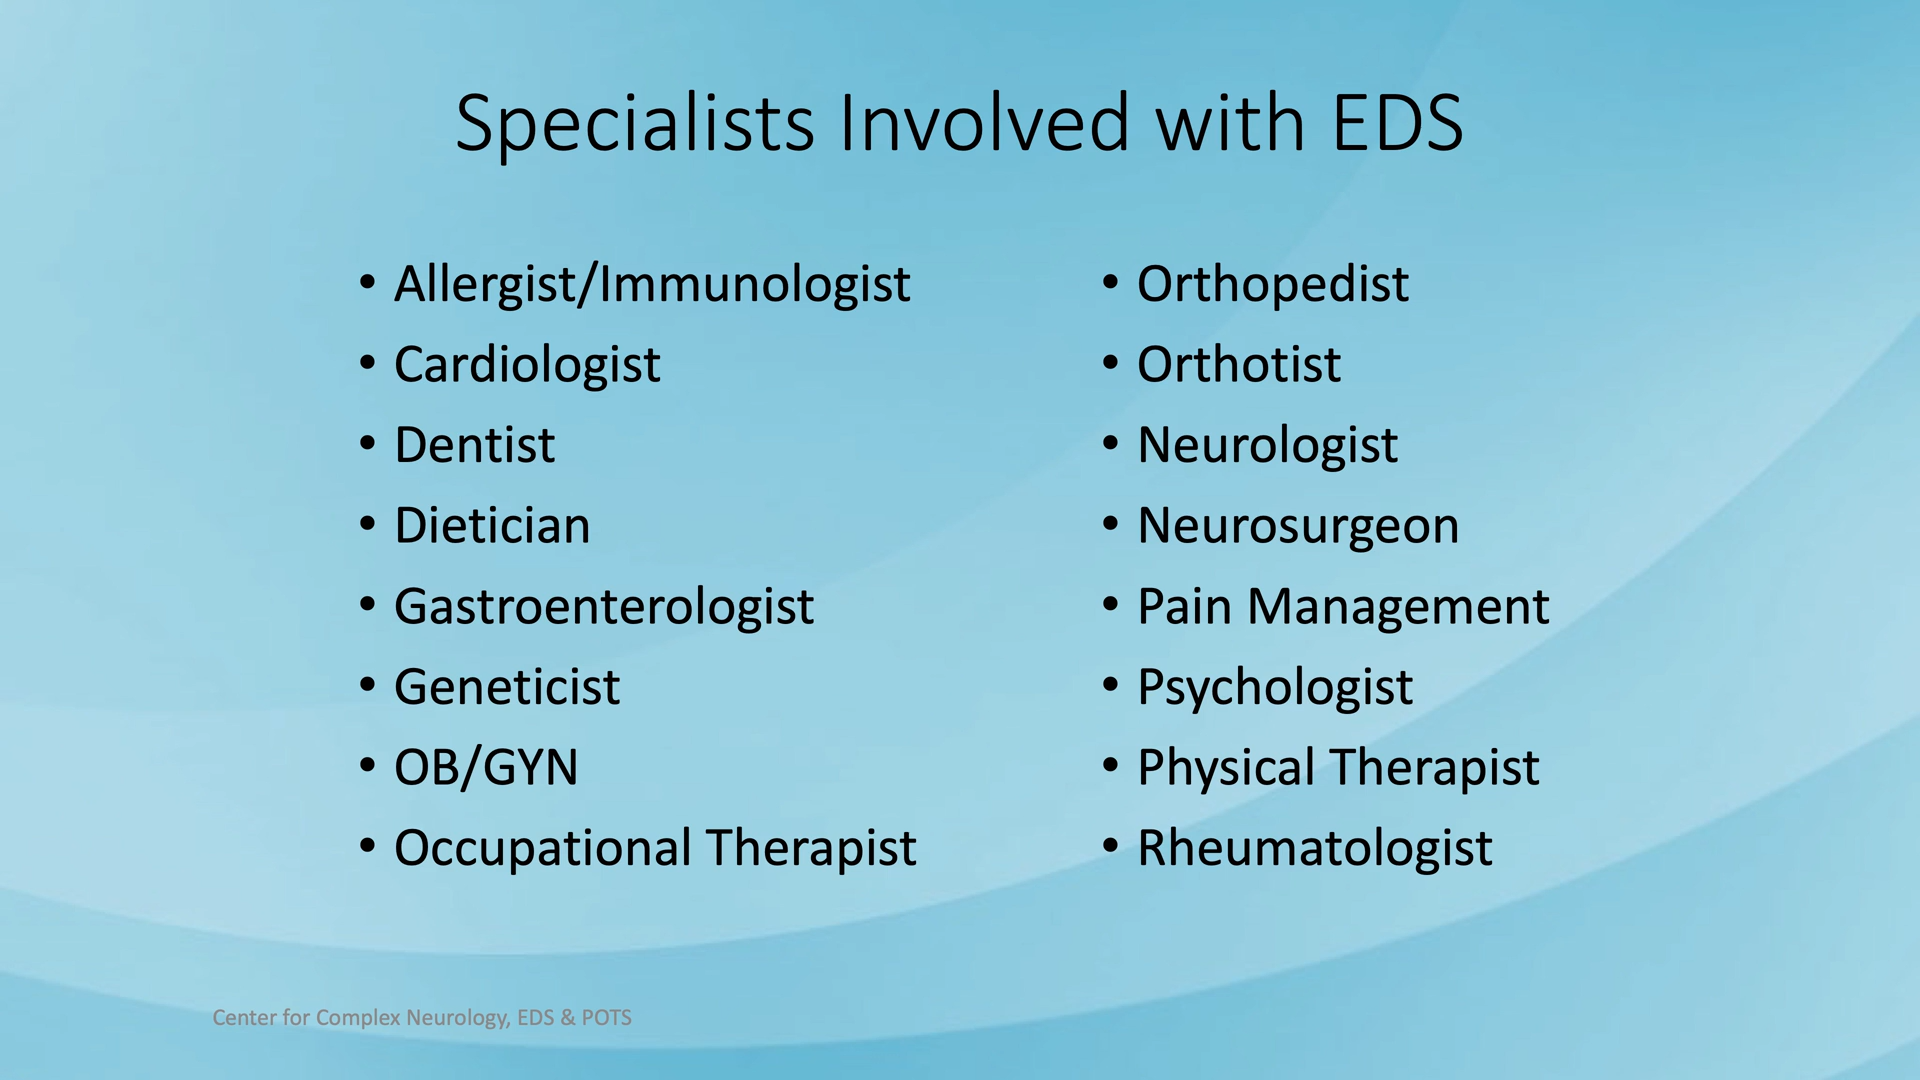 Specialists Involved with EDS
• Allergist/Immunologist
• Cardiologist
• Dentist
• Dietician
• Gastroenterologist
• Geneticist
• OB/GYN
• Occupational Therapist
• Orthopedist
• Orthotist
• Neurologist
• Neurosurgeon
• Pain Management
• Psychologist
• Physical Therapist
• Rheumatologist
Center for Complex Neurology, EDS & POTS